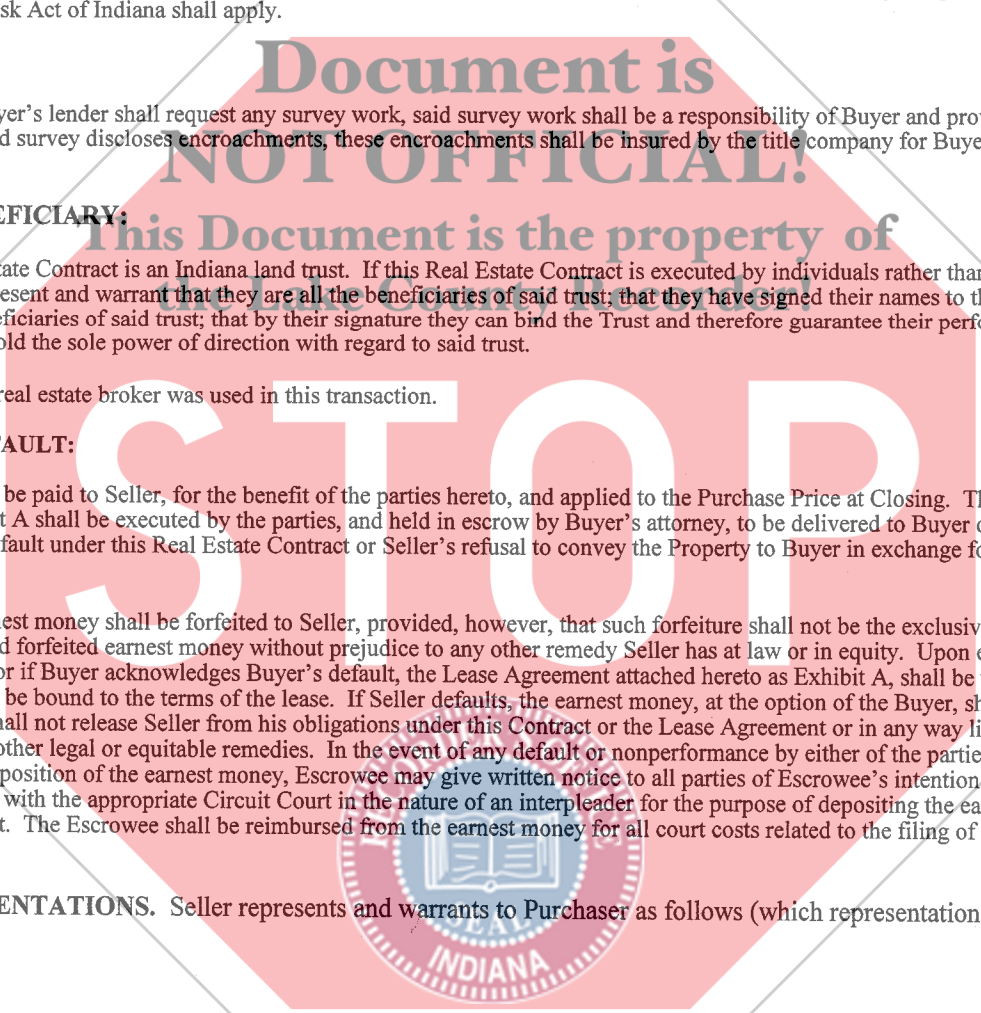 sk Act of Indiana shall apply.
Document is
yer's lender shall request any survey work, said survey work shall be a responsibility of Buyer and pro
d survey discloses encroachments, these encroachments shall be insured by the title company for Buye
NOT OFFICIAL!
EFICIARY:
This Document is the property of
ate Contract is an Indiana land trust. If this Real Estate Contract is executed by individuals rather than
esent and warrant that they are all the beneficiaries of said trust; that they have signed their names to th
the Lake County Recorder!
eficiaries of said trust; that by their signature they can bind the Trust and therefore guarantee their perfo
old the sole power of direction with regard to said trust.
real estate broker was used in this transaction.
STOP
AULT:
be paid to Seller, for the benefit of the parties hereto, and applied to the Purchase Price at Closing. Th
t A shall be executed by the parties, and held in escrow by Buyer's attorney, to be delivered to Buyer o
fault under this Real Estate Contract or Seller's refusal to convey the Property to Buyer in exchange fo
nest money shall be forfeited to Seller, provided, however, that such forfeiture shall not be the exclusiv
d forfeited earnest money without prejudice to any other remedy Seller has at law or in equity. Upon e
or if Buyer acknowledges Buyer's default, the Lease Agreement attached hereto as Exhibit A, shall be
be bound to the terms of the lease. If Seller defaults, the earnest money, at the option of the Buyer, sh
hall not release Seller from his obligations under this Contract or the Lease Agreement or in any way li
other legal or equitable remedies. In the event of any default or nonperformance by either of the partie
position of the earnest money, Escrowee may give written notice to all parties of Escrowee's intention
with the appropriate Circuit Court in the nature of an interpleader for the purpose of depositing the ea
t. The Escrowee shall be reimbursed from the earnest money for all court costs related to the filing of
ENTATIONS. Seller represents and warrants to Purchaser as follows (which representation
SEAL
INDIANA